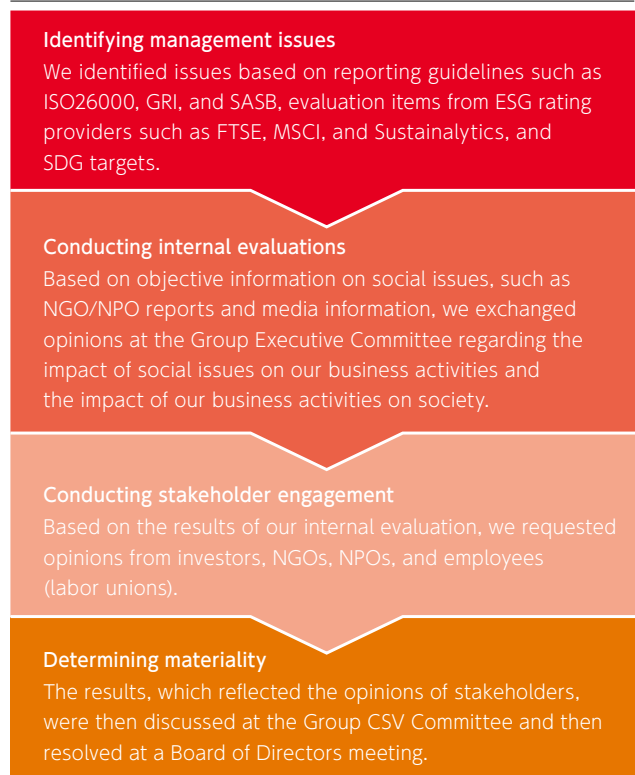 Identifying management issues
We identified issues based on reporting guidelines such as
ISO26000, GRI, and SASB, evaluation items from ESG rating
providers such as FTSE, MSCI, and Sustainalytics, and
SDG targets.
Conducting internal evaluations
Based on objective information on social issues, such as
NGO/NPO reports and media information, we exchanged
opinions at the Group Executive Committee regarding the
impact of social issues on our business activities and
the impact of our business activities on society.
Conducting stakeholder engagement
Based on the results of our internal evaluation, we requested
opinions from investors, NGOs, NPOs, and employees
(labor unions).
Determining materiality
The results, which reflected the opinions of stakeholders,
were then discussed at the Group CSV Committee and then
resolved at a Board of Directors meeting.